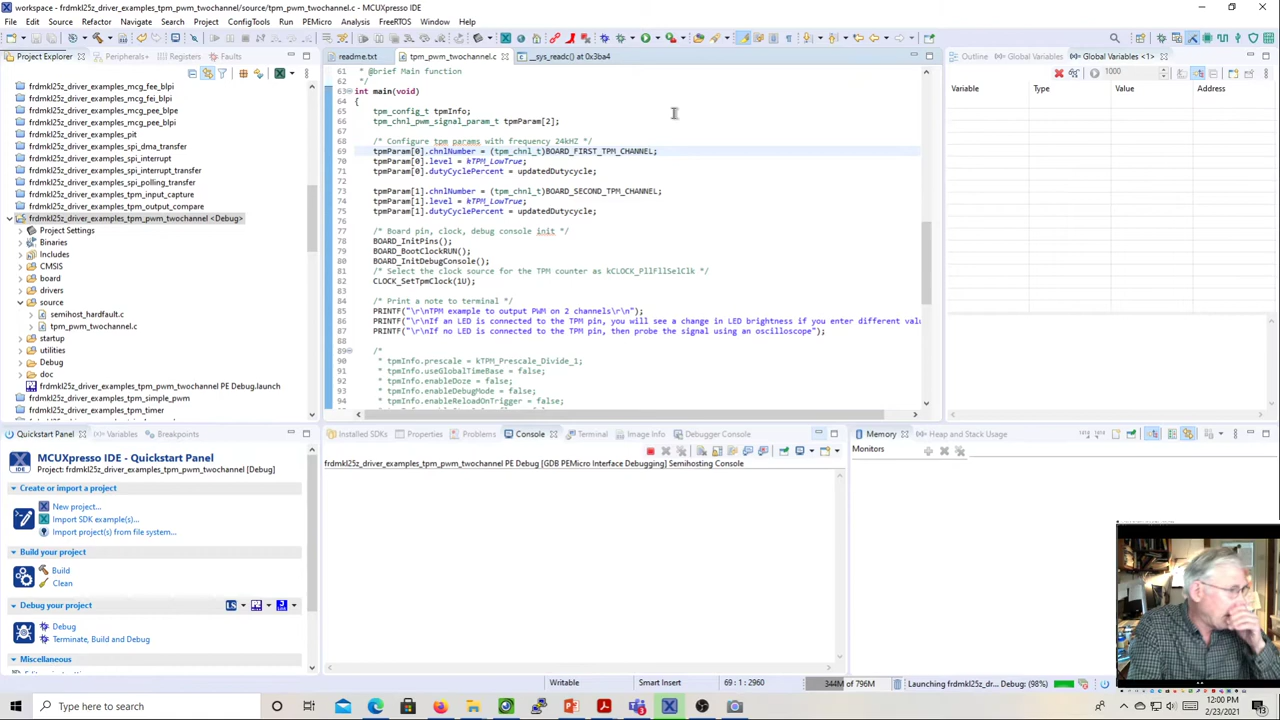 workspace - frdmkl25z_driver_examples_tpm_pwm_twochannel/source/tpm_pwm_twochannel.c - MCUXpresso IDE
File Edit Source Refactor Navigate Search Project ConfigTools Run PEMicro Analysis FreeRTOS Window Help
Project Explorer Peripherals+ Registers Faults
frdmkl25z_driver_examples_mcg_fee_blpi
frdmkl25z_driver_examples_mcg_fei_blpi
frdmkl25z_driver_examples_mcg_pee_blpe
frdmkl25z_driver_examples_mcg_pee_blpi
frdmkl25z_driver_examples_pit
frdmkl25z_driver_examples_spi_dma_transfer
frdmkl25z_driver_examples_spi_interrupt
frdmkl25z_driver_examples_spi_interrupt_transfer
frdmkl25z_driver_examples_spi_polling_transfer
frdmkl25z_driver_examples_tpm_input_capture
frdmkl25z_driver_examples_tpm_output_compare
frdmkl25z_driver_examples_tpm_pwm_twochannel <Debug>
Project Settings
Binaries
Includes
CMSIS
board
drivers
source
semihost_hardfault.c
tpm_pwm_twochannel.c
startup
utilities
Debug
doc
frdmkl25z_driver_examples_tpm_pwm_twochannel PE Debug.launch
frdmkl25z_driver_examples_tpm_simple_pwm
frdmkl25z_driver_examples_tpm_timer
readme.txt tpm_pwm_twochannel.c __sys_readc() at 0x3ba4
61 * @brief Main function
62 */
63 int main(void)
64 {
65 tpm_config_t tpmInfo;
66 tpm_chnl_pwm_signal_param_t tpmParam[2];
67
68 /* Configure tpm params with frequency 24kHZ */
69 tpmParam[0].chnlNumber = (tpm_chnl_t)BOARD_FIRST_TPM_CHANNEL;
70 tpmParam[0].level = kTPM_LowTrue;
71 tpmParam[0].dutyCyclePercent = updatedDutycycle;
72
73 tpmParam[1].chnlNumber = (tpm_chnl_t)BOARD_SECOND_TPM_CHANNEL;
74 tpmParam[1].level = kTPM_LowTrue;
75 tpmParam[1].dutyCyclePercent = updatedDutycycle;
76
77 /* Board pin, clock, debug console init */
78 BOARD_InitPins();
79 BOARD_BootClockRUN();
80 BOARD_InitDebugConsole();
81 /* Select the clock source for the TPM counter as kCLOCK_PllFllSelClk */
82 CLOCK_SetTpmClock(1U);
83
84 /* Print a note to terminal */
85 PRINTF("\r\nTPM example to output PWM on 2 channels\r\n");
86 PRINTF("\r\nIf an LED is connected to the TPM pin, you will see a change in LED brightness if you enter different valu
87 PRINTF("\r\nIf no LED is connected to the TPM pin, then probe the signal using an oscilloscope");
88
89 /*
90 * tpmInfo.prescale = kTPM_Prescale_Divide_1;
91 * tpmInfo.useGlobalTimeBase = false;
92 * tpmInfo.enableDoze = false;
93 * tpmInfo.enableDebugMode = false;
94 * tpmInfo.enableReloadOnTrigger = false;
Outline Global Variables Global Variables <1>
1000
Variable Type Value Address
Quickstart Panel Variables Breakpoints
IDE MCUXpresso IDE - Quickstart Panel
Project: frdmkl25z_driver_examples_tpm_pwm_twochannel [Debug]
Create or import a project
New project...
Import SDK example(s)...
Import project(s) from file system...
Build your project
Build
Clean
Debug your project
Debug
Terminate, Build and Debug
Miscellaneous
Installed SDKs Properties Problems Console Terminal Image Info Debugger Console
frdmkl25z_driver_examples_tpm_pwm_twochannel PE Debug [GDB PEMicro Interface Debugging] Semihosting Console
Memory Heap and Stack Usage
Monitors
Writable Smart Insert 69 : 1 : 2960 344M of 796M Launching frdmkl25z_dr... Debug: (98%)
Type here to search
12:00 PM
2/23/2021